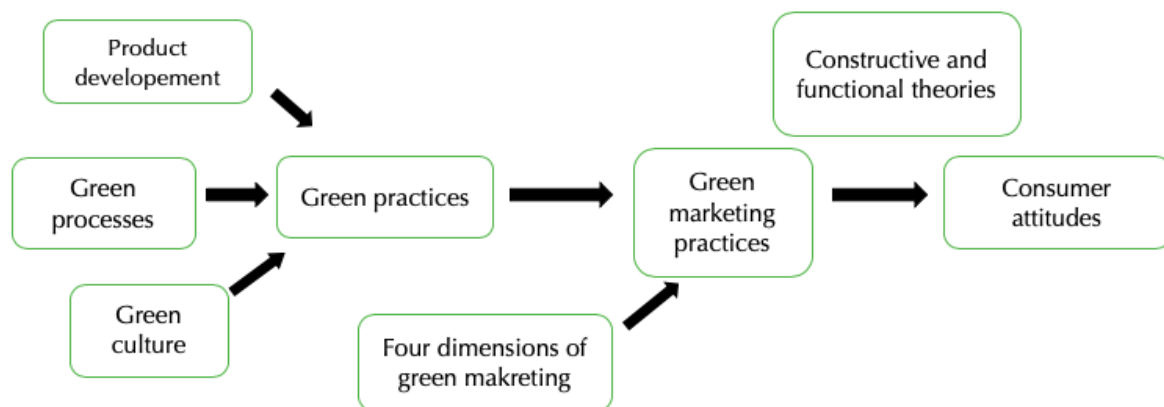 Product
developement
Constructive and
functional theories
Green
processes
Green practices
Green
marketing
practices
Consumer
attitudes
Green
culture
Four dimensions of
green makreting